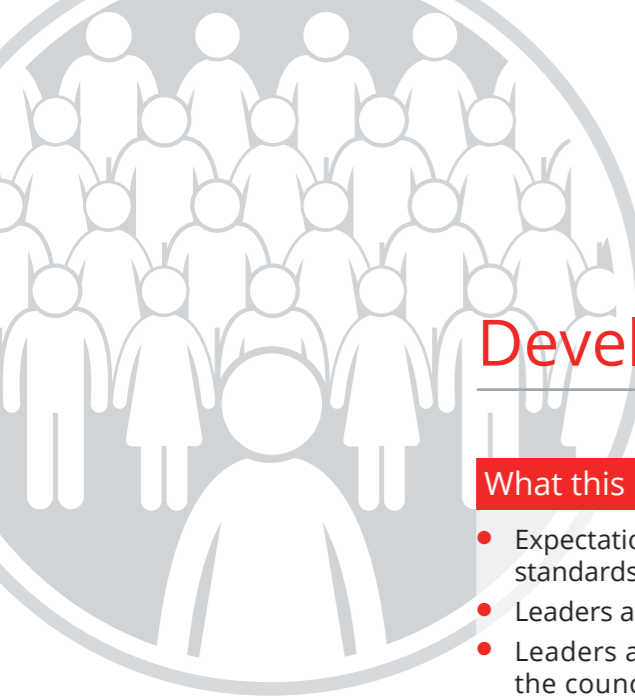 Devel
What this
Expectatio
standards
Leaders a
Leaders a
the counc